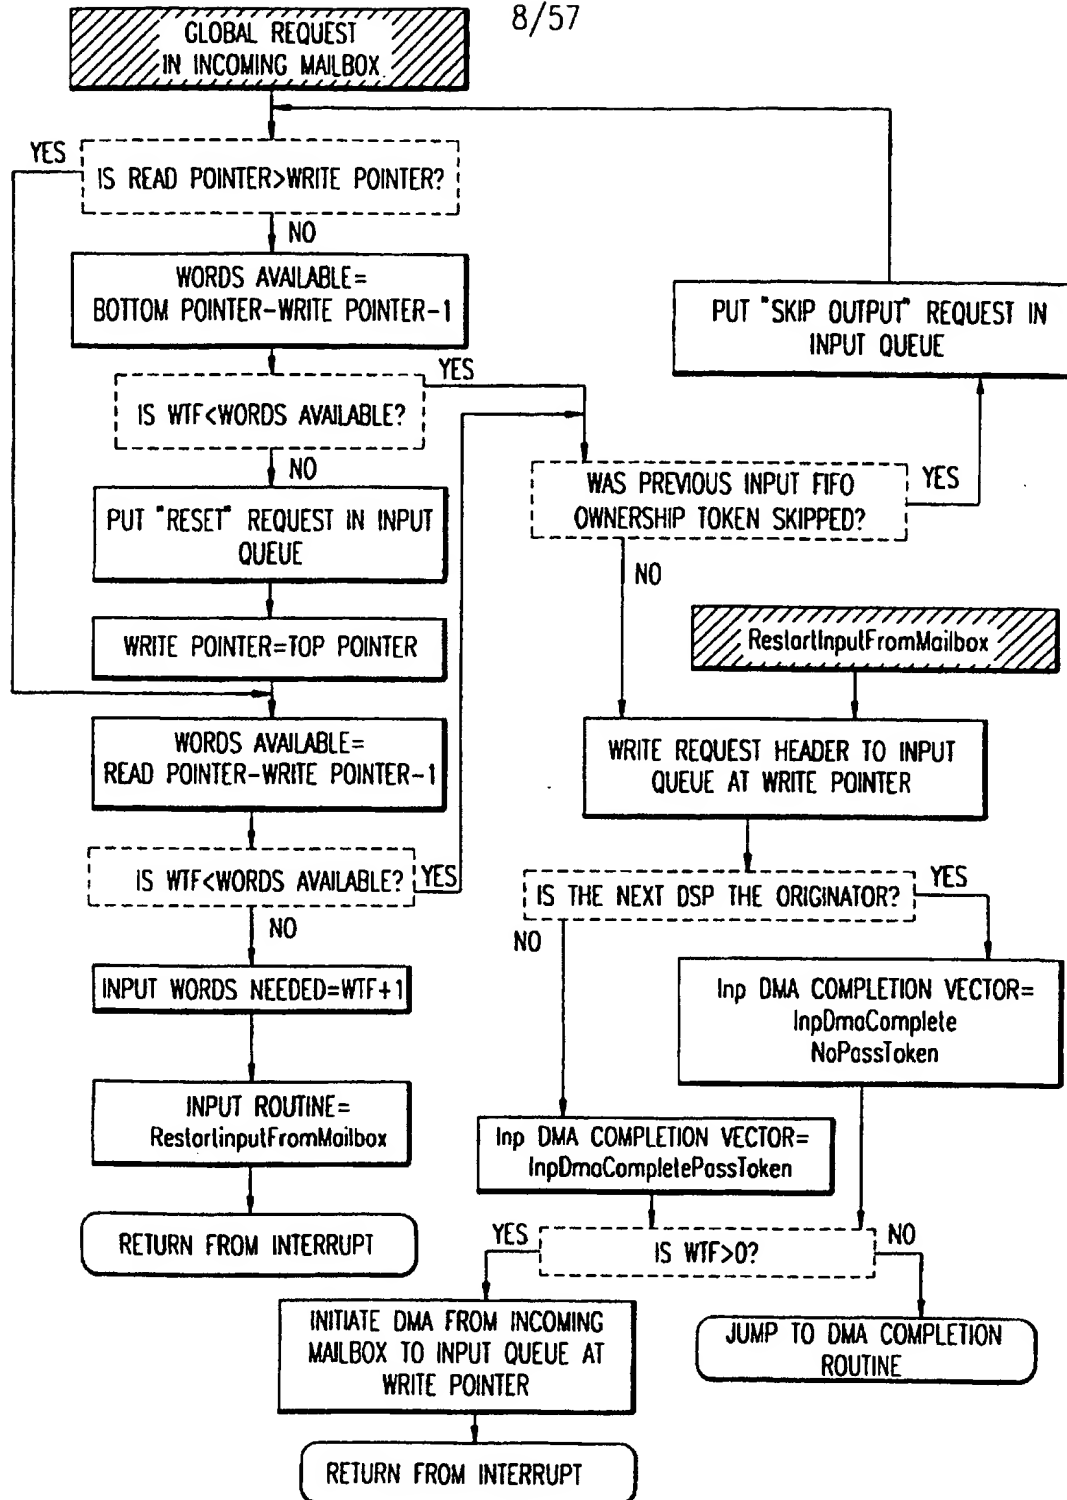 8/57
GLOBAL REQUEST
IN INCOMING MAILBOX
YES
IS READ POINTER>WRITE POINTER?
NO
WORDS AVAILABLE=
BOTTOM POINTER-WRITE POINTER-1
PUT "SKIP OUTPUT" REQUEST IN
INPUT QUEUE
YES
IS WTF<WORDS AVAILABLE?
NO
WAS PREVIOUS INPUT FIFO
OWNERSHIP TOKEN SKIPPED?
YES
PUT "RESET" REQUEST IN INPUT
QUEUE
NO
WRITE POINTER=TOP POINTER
RestartInputFromMailbox
WORDS AVAILABLE=
READ POINTER-WRITE POINTER-1
WRITE REQUEST HEADER TO INPUT
QUEUE AT WRITE POINTER
IS WTF<WORDS AVAILABLE?
YES
NO
IS THE NEXT DSP THE ORIGINATOR?
YES
NO
INPUT WORDS NEEDED=WTF+1
Inp DMA COMPLETION VECTOR=
InpDmaComplete
NoPassToken
INPUT ROUTINE=
RestartinputFromMailbox
Inp DMA COMPLETION VECTOR=
InpDmaCompletePassToken
RETURN FROM INTERRUPT
YES
IS WTF>0?
NO
INITIATE DMA FROM INCOMING
MAILBOX TO INPUT QUEUE AT
WRITE POINTER
JUMP TO DMA COMPLETION
ROUTINE
RETURN FROM INTERRUPT